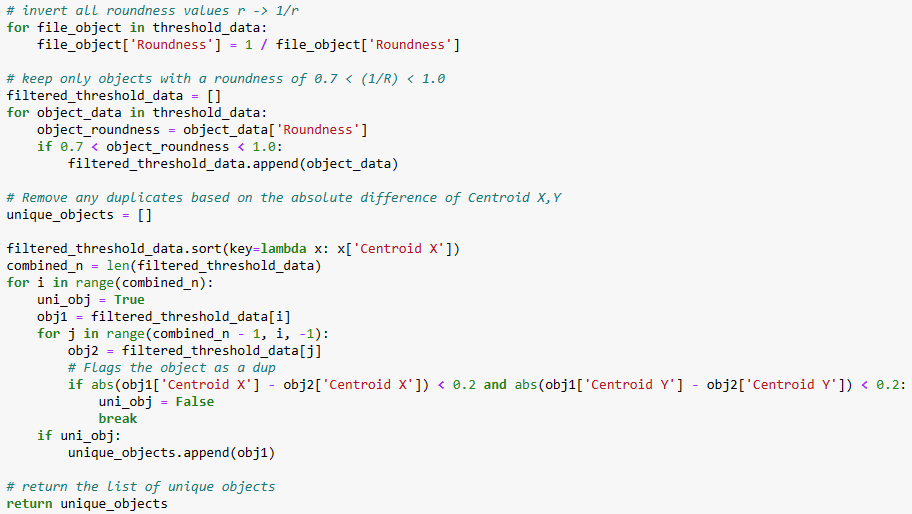 # invert all roundness values r -> 1/r
for file_object in threshold_data:
    file_object['Roundness'] = 1 / file_object['Roundness']

# keep only objects with a roundness of 0.7 < (1/R) < 1.0
filtered_threshold_data = []
for object_data in threshold_data:
    object_roundness = object_data['Roundness']
    if 0.7 < object_roundness < 1.0:
        filtered_threshold_data.append(object_data)

# Remove any duplicates based on the absolute difference of Centroid X,Y
unique_objects = []

filtered_threshold_data.sort(key=lambda x: x['Centroid X'])
combined_n = len(filtered_threshold_data)
for i in range(combined_n):
    uni_obj = True
    obj1 = filtered_threshold_data[i]
    for j in range(combined_n - 1, i, -1):
        obj2 = filtered_threshold_data[j]
        # Flags the object as a dup
        if abs(obj1['Centroid X'] - obj2['Centroid X']) < 0.2 and abs(obj1['Centroid Y'] - obj2['Centroid Y']) < 0.2:
            uni_obj = False
            break
    if uni_obj:
        unique_objects.append(obj1)

# return the list of unique objects
return unique_objects